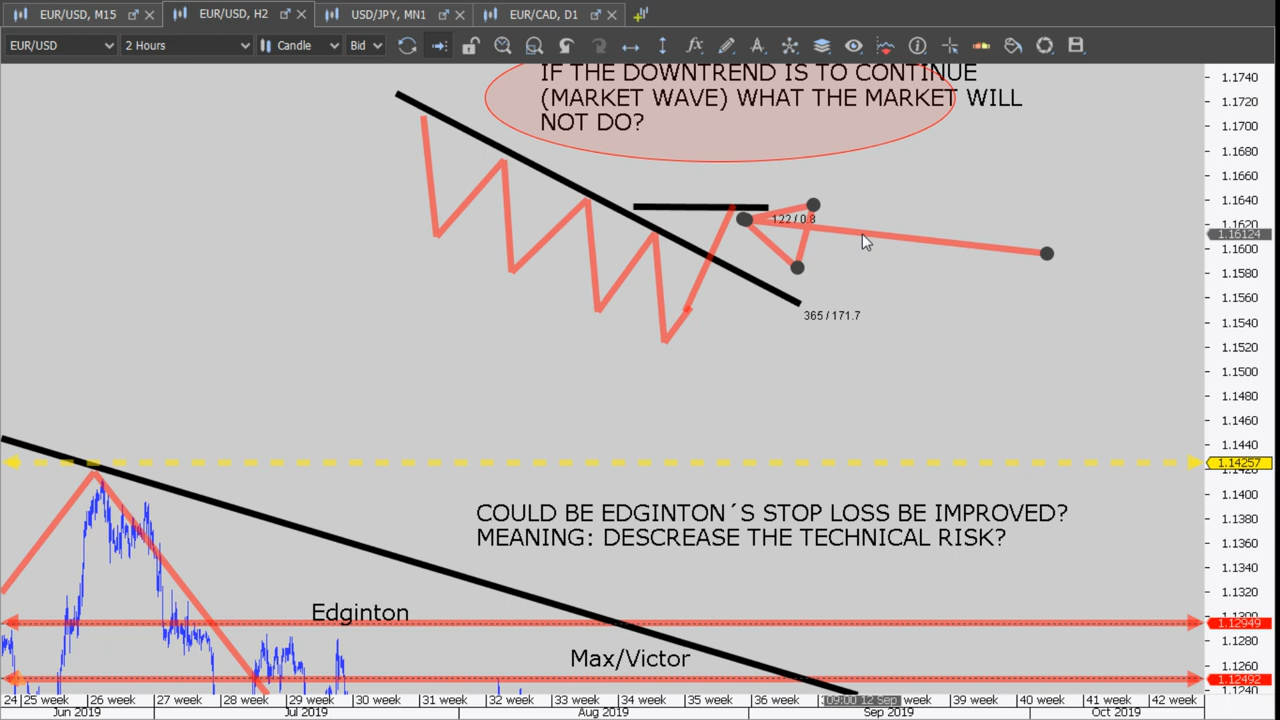 EUR/USD, M15
EUR/USD, H2
USD/JPY, MN1
EUR/CAD, D1
EUR/USD
2 Hours
Candle
Bid
IF THE DOWNTREND IS TO CONTINUE
(MARKET WAVE) WHAT THE MARKET WILL
NOT DO?
122 / 0.8
365 / 171.7
COULD BE EDGINTON´S STOP LOSS BE IMPROVED?
MEANING: DESCREASE THE TECHNICAL RISK?
Edginton
Max/Victor
1.1740
1.1720
1.1700
1.1680
1.1660
1.1640
1.1620
1.16124
1.1600
1.1580
1.1560
1.1540
1.1520
1.1500
1.1480
1.1460
1.1440
1.14257
1.1420
1.1400
1.1380
1.1360
1.1340
1.1320
1.1300
1.12949
1.1280
1.1260
1.12492
1.1240
24 25 week 26 week 27 week 28 week 29 week 30 week 31 week 32 week 33 week 34 week 35 week 36 week 09:00 12 Sep week 39 week 40 week 41 week 42 week
Jun 2019 Jul 2019 Aug 2019 Sep 2019 Oct 2019